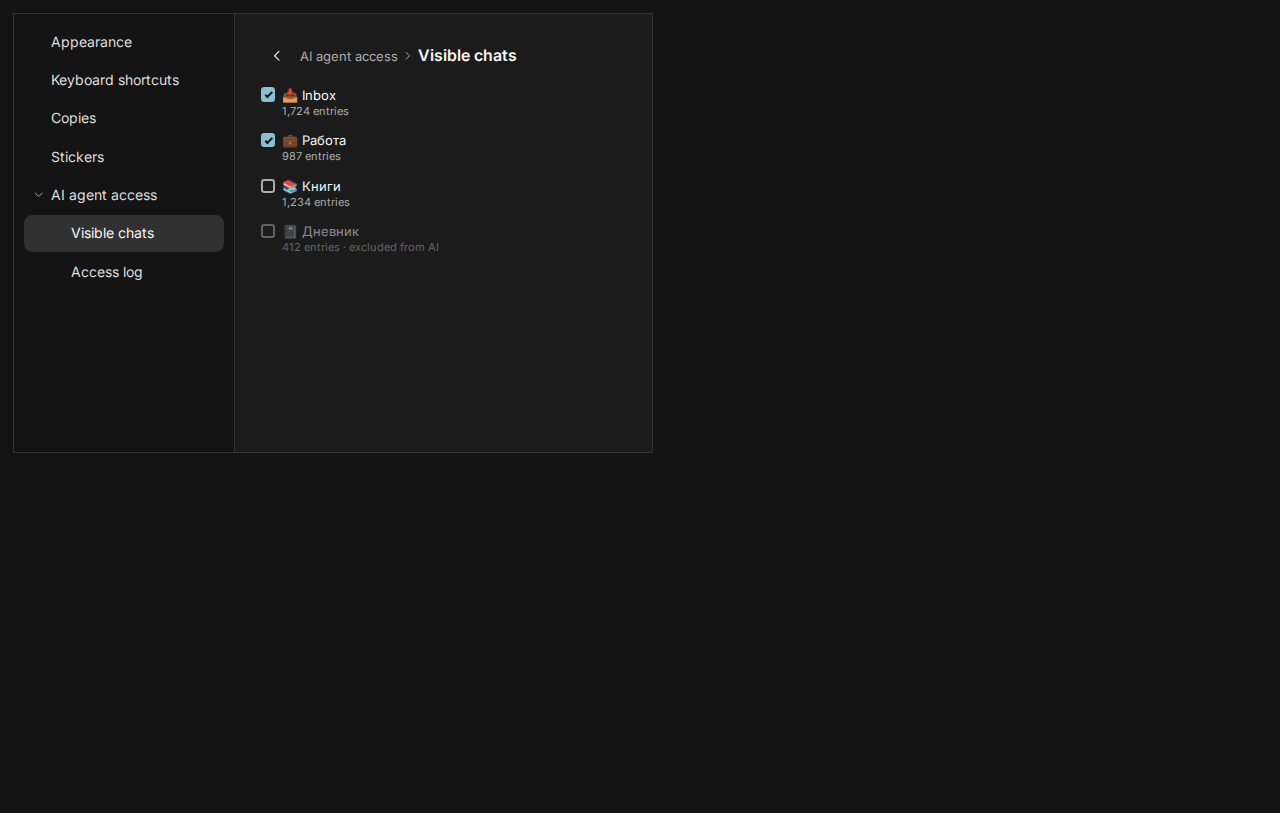 Appearance
Keyboard shortcuts
Copies
Stickers
AI agent access
Visible chats
Access log
AI agent access > Visible chats
📥 Inbox
1,724 entries
💼 Работа
987 entries
📚 Книги
1,234 entries
📓 Дневник
412 entries · excluded from AI